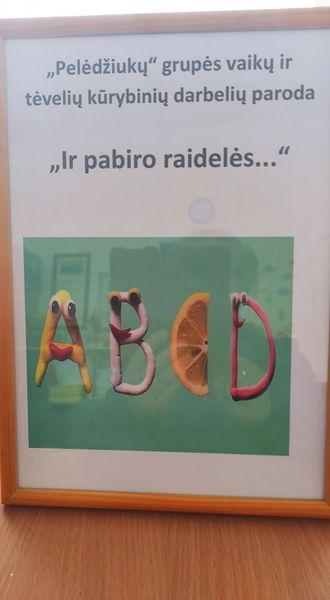 „Pelėdžiukų“ grupės vaikų ir
tėvelių kūrybinių darbelių paroda
„Ir pabiro raidelės...“
ABCD